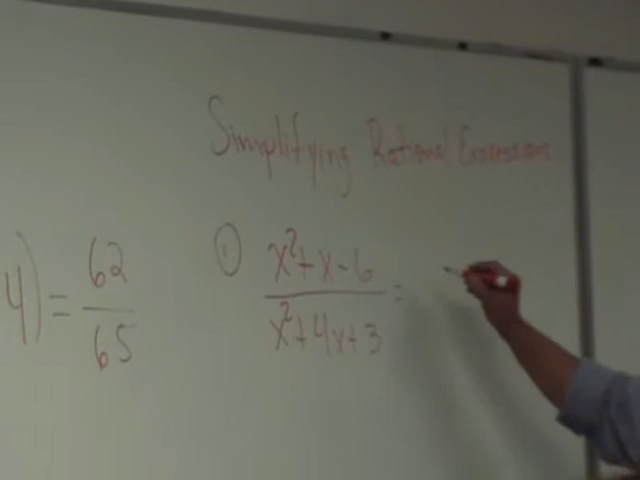 Simplifying Rational Expressions
4) = 62/65
① x²+x-6 / x²+4x+3 =